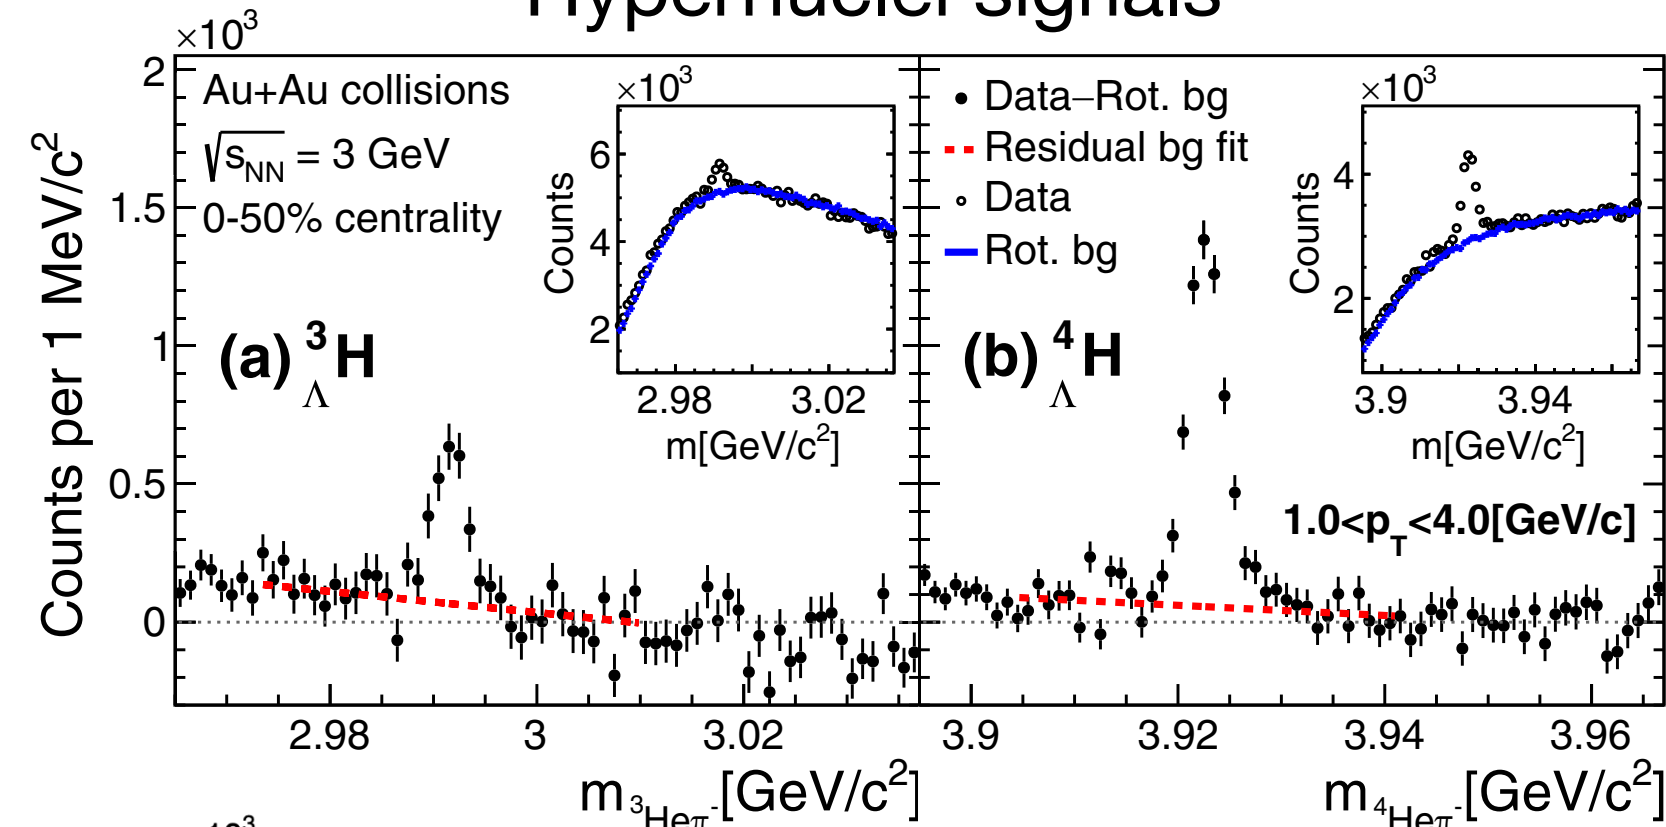 Hypernuclei signals
×10³
Counts per 1 MeV/c²
2
1.5
1
0.5
0
Au+Au collisions
√sNN = 3 GeV
0-50% centrality
(a) ³ΛH
×10³
Counts
6
4
2
2.98 3.02
m[GeV/c²]
2.98 3 3.02
m ³Heπ⁻ [GeV/c²]
Data−Rot. bg
Residual bg fit
Data
Rot. bg
(b) ⁴ΛH
×10³
Counts
4
2
3.9 3.94
m[GeV/c²]
1.0<pT<4.0[GeV/c]
3.9 3.92 3.94 3.96
m ⁴Heπ⁻ [GeV/c²]